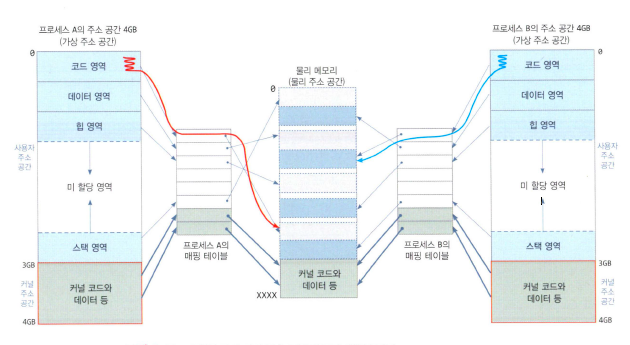 프로세스 A의 주소 공간 4GB
(가상 주소 공간)
0
코드 영역
데이터 영역
힙 영역
사용자
주소
공간
미 할당 영역
스택 영역
3GB
커널
주소
공간
커널 코드와
데이터 등
4GB
프로세스 A의
매핑 테이블
물리 메모리
(물리 주소 공간)
0
커널 코드와
데이터 등
XXXX
프로세스 B의
매핑 테이블
프로세스 B의 주소 공간 4GB
(가상 주소 공간)
0
코드 영역
데이터 영역
힙 영역
사용자
주소
공간
미 할당 영역
스택 영역
3GB
커널
주소
공간
커널 코드와
데이터 등
4GB